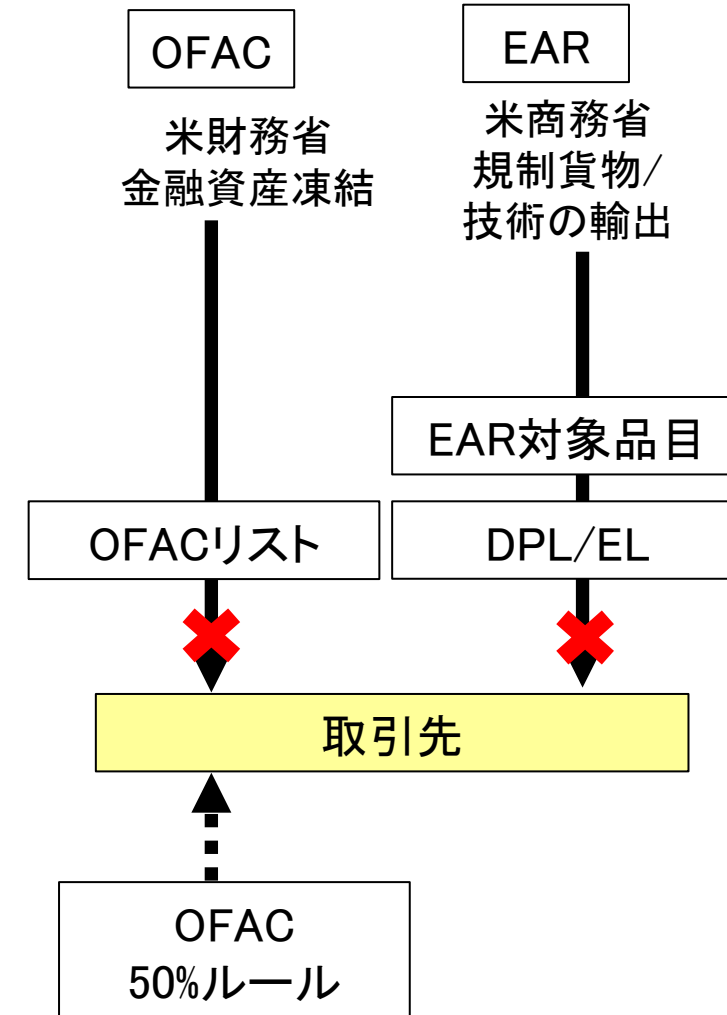 OFAC
米財務省
金融資産凍結
EAR
米商務省
規制貨物/
技術の輸出
EAR対象品目
OFACリスト
DPL/EL
取引先
OFAC
50%ルール